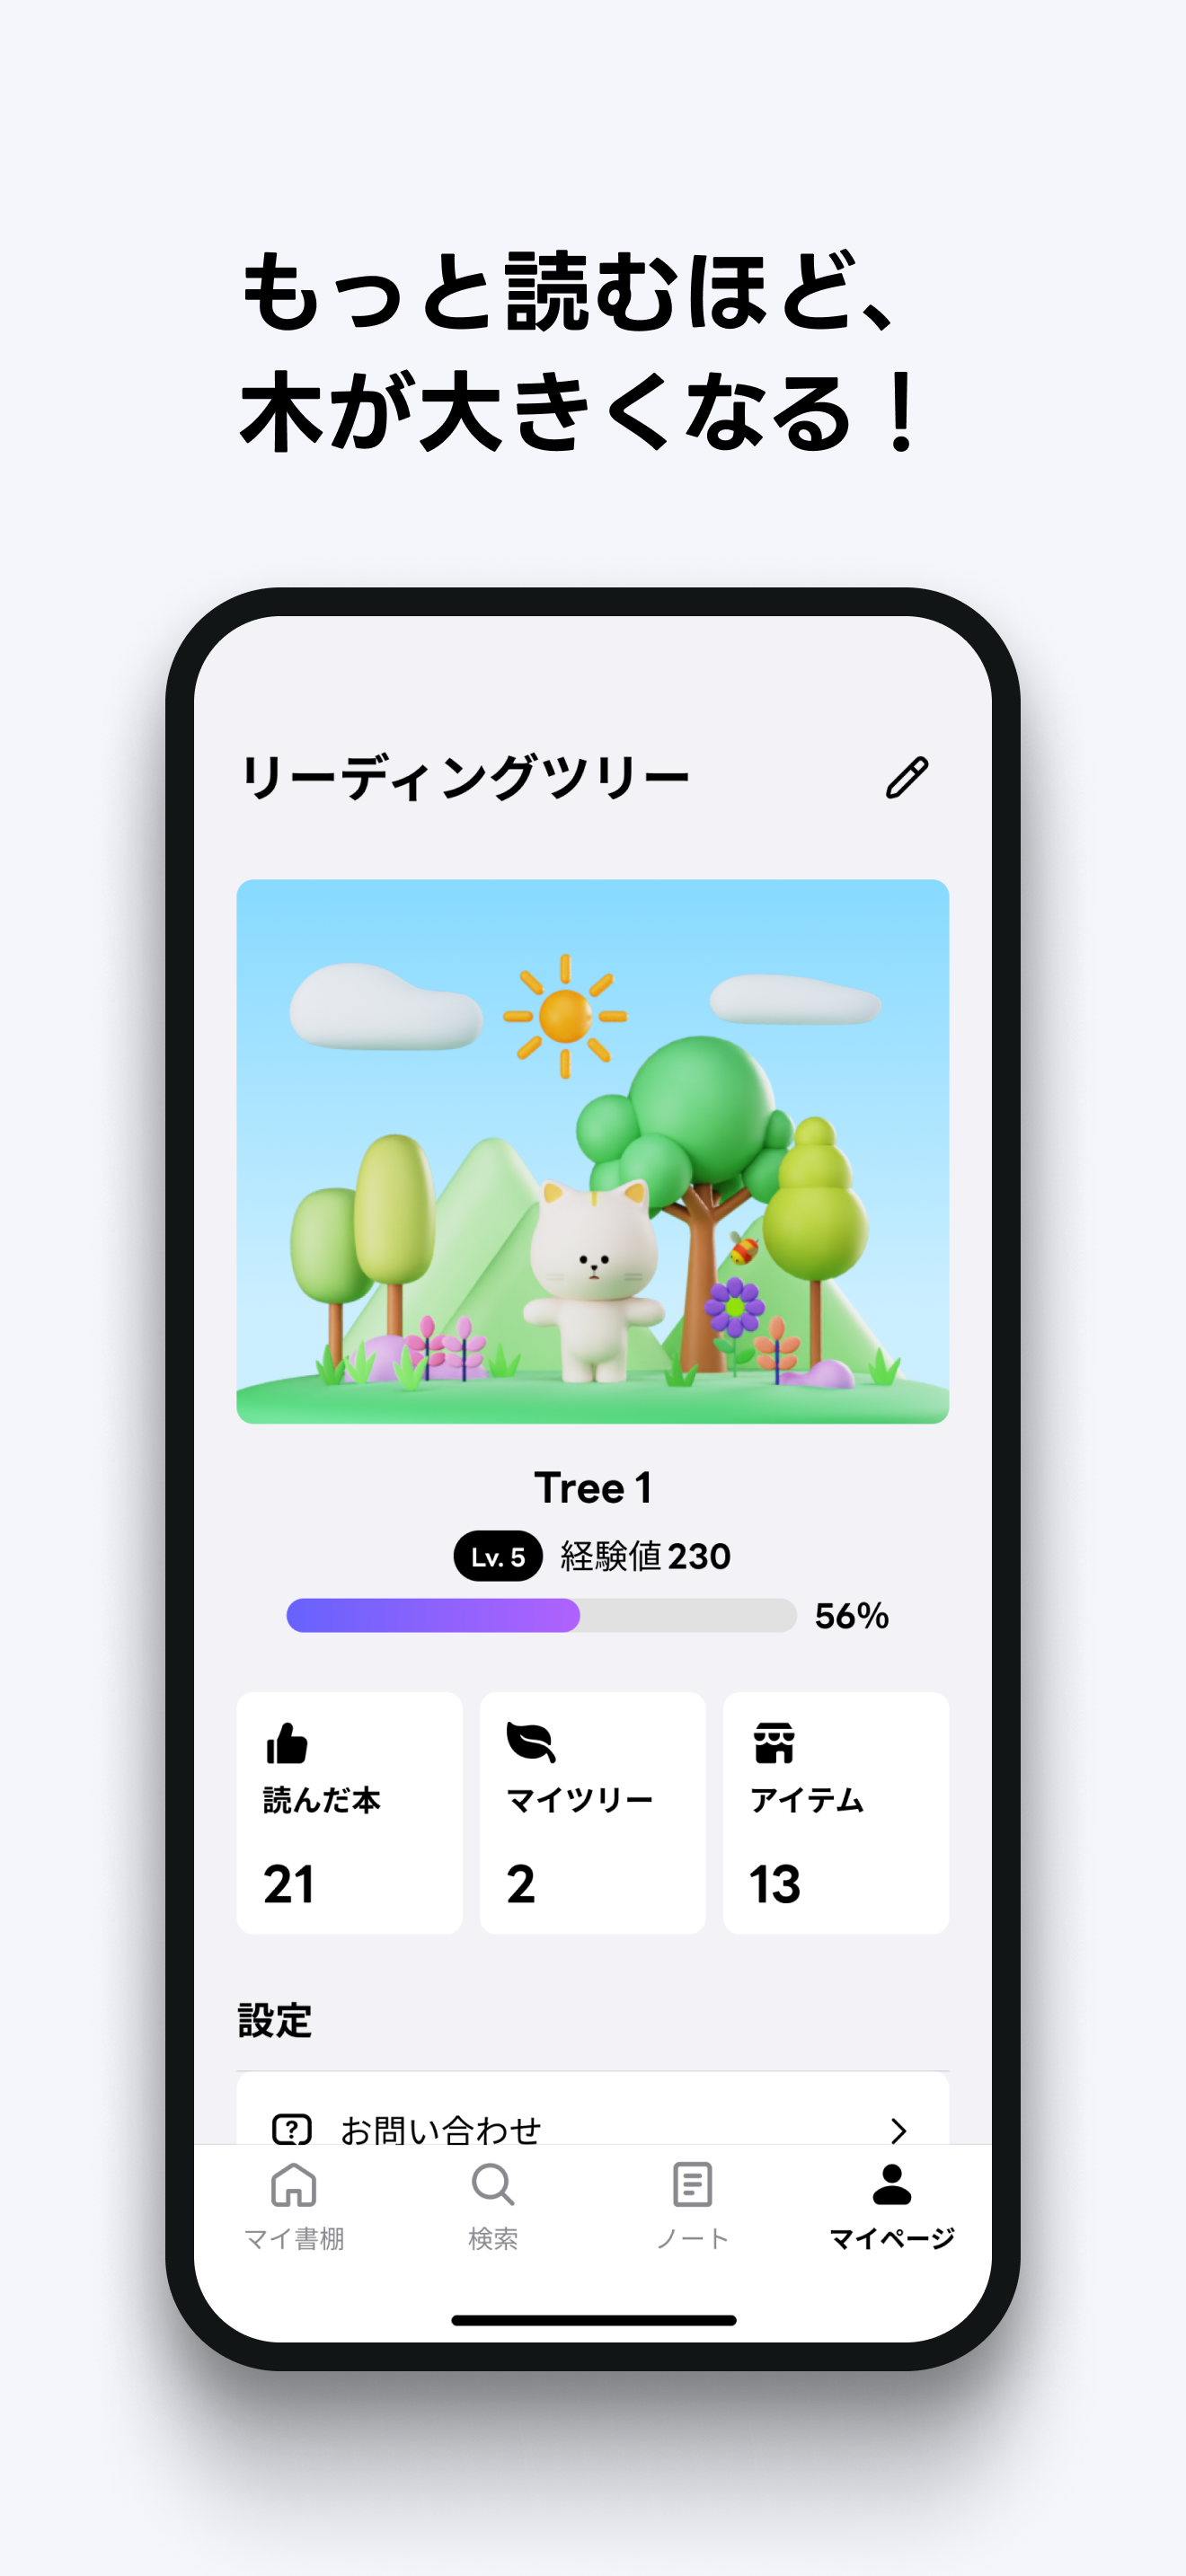 もっと読むほど、
木が大きくなる！
リーディングツリー
Tree 1
Lv. 5 経験値 230
56%
読んだ本 マイツリー アイテム
21 2 13
設定
お問い合わせ
マイ書棚 検索 ノート マイページ